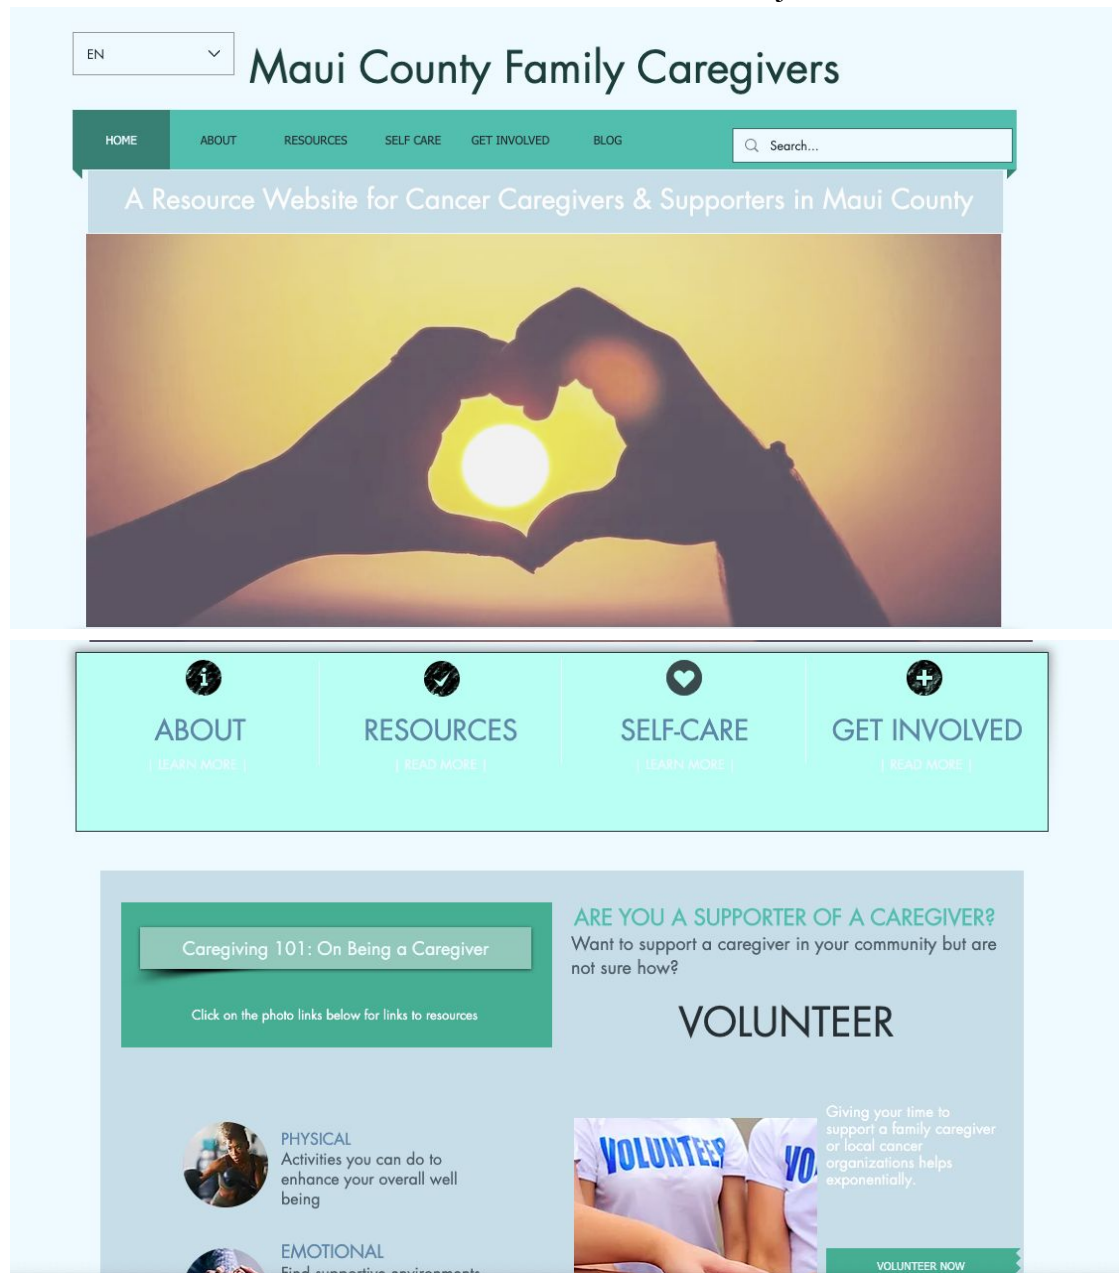 EN
Maui County Family Caregivers
HOME ABOUT RESOURCES SELF CARE GET INVOLVED BLOG Search...
A Resource Website for Cancer Caregivers & Supporters in Maui County
ABOUT RESOURCES SELF-CARE GET INVOLVED
| LEARN MORE | | READ MORE | | LEARN MORE | | READ MORE |
Caregiving 101: On Being a Caregiver
Click on the photo links below for links to resources
ARE YOU A SUPPORTER OF A CAREGIVER?
Want to support a caregiver in your community but are
not sure how?
VOLUNTEER
PHYSICAL
Activities you can do to
enhance your overall well
being
EMOTIONAL
Find supportive environments
VOLUNTEER
VO
Giving your time to
support a family caregiver
or local cancer
organizations helps
exponentially.
VOLUNTEER NOW